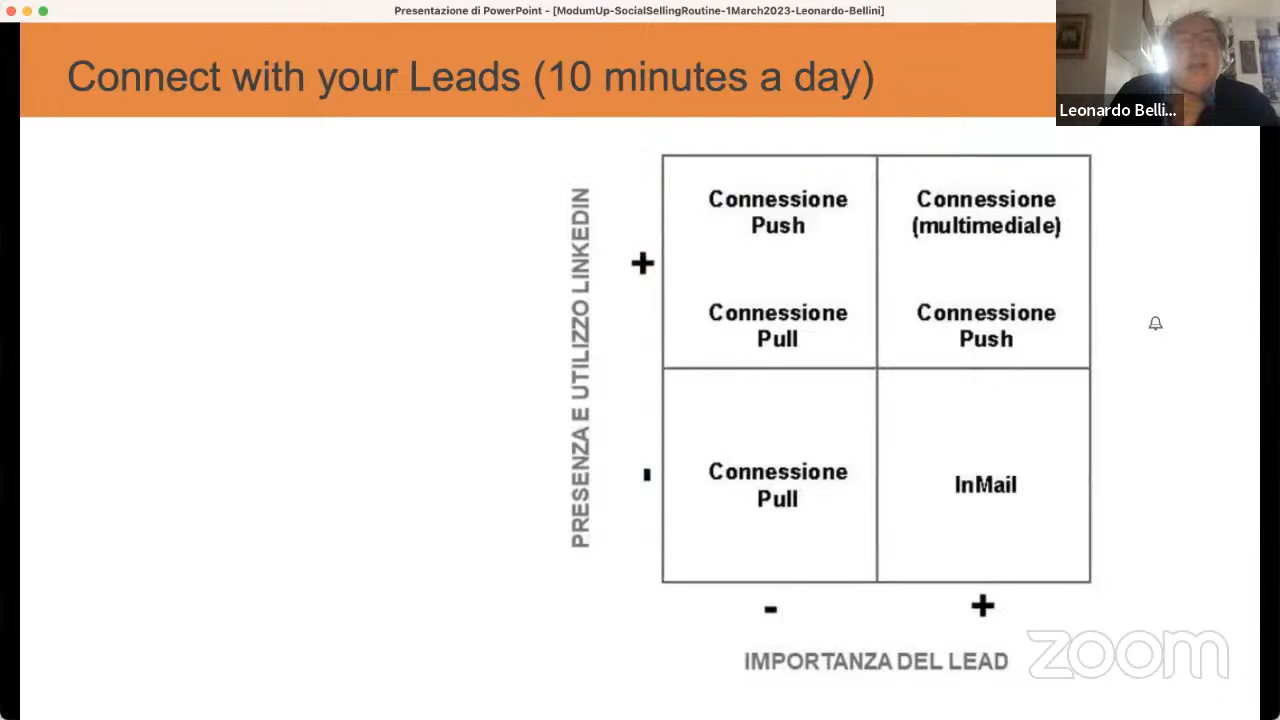 Presentazione di PowerPoint - [ModumUp-SocialSellingRoutine-1March2023-Leonardo-Bellini]
Connect with your Leads (10 minutes a day)
Leonardo Belli...
PRESENZA E UTILIZZO LINKEDIN
+
-
Connessione
Push
Connessione
Pull
Connessione
(multimediale)
Connessione
Push
Connessione
Pull
InMail
-
+
IMPORTANZA DEL LEAD
zoom